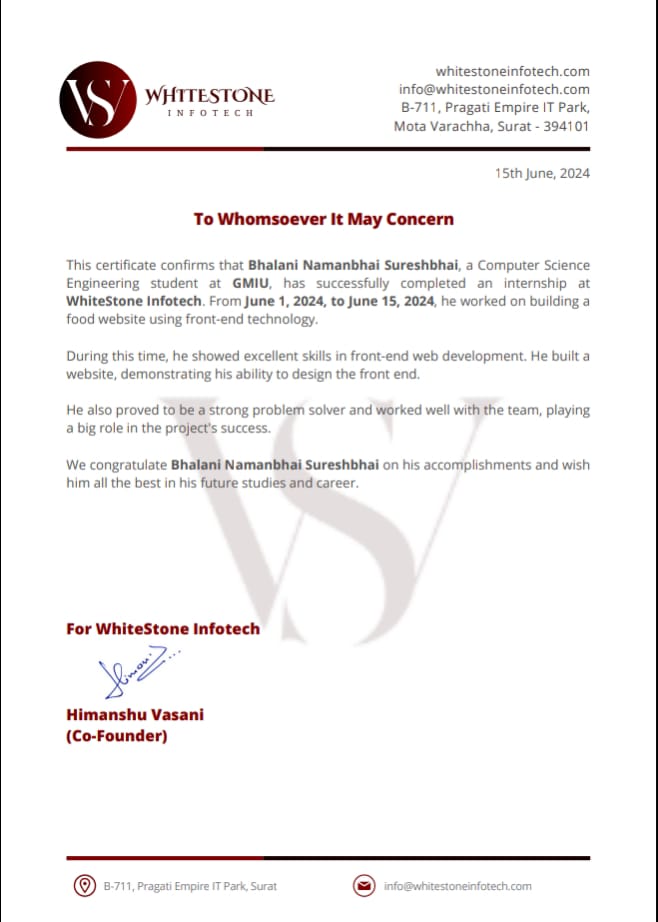 WHITESTONE
INFOTECH
whitestoneinfotech.com
info@whitestoneinfotech.com
B-711, Pragati Empire IT Park,
Mota Varachha, Surat - 394101
15th June, 2024
To Whomsoever It May Concern
This certificate confirms that Bhalani Namanbhai Sureshbhai, a Computer Science
Engineering student at GMIU, has successfully completed an internship at
WhiteStone Infotech. From June 1, 2024, to June 15, 2024, he worked on building a
food website using front-end technology.
During this time, he showed excellent skills in front-end web development. He built a
website, demonstrating his ability to design the front end.
He also proved to be a strong problem solver and worked well with the team, playing
a big role in the project's success.
We congratulate Bhalani Namanbhai Sureshbhai on his accomplishments and wish
him all the best in his future studies and career.
For WhiteStone Infotech
Himanshu Vasani
(Co-Founder)
B-711, Pragati Empire IT Park, Surat
info@whitestoneinfotech.com